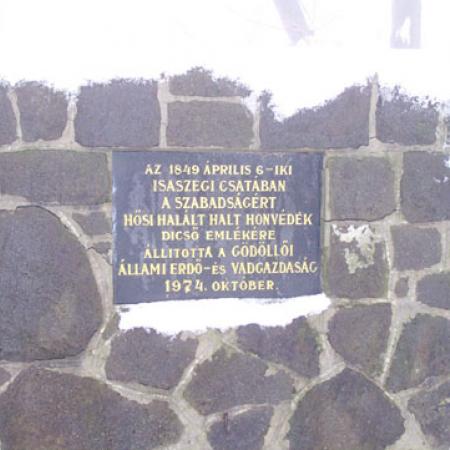 AZ 1849 ÁPRILIS 6-IKI
ISASZEGI CSATÁBAN
A SZABADSÁGÉRT
HŐSI HALÁLT HALT HONVÉDEK
DICSŐ EMLÉKÉRE
ÁLLÍTOTTA A GÖDÖLLŐI
ÁLLAMI ERDŐ-ÉS VADGAZDASÁG
1974. OKTÓBER.